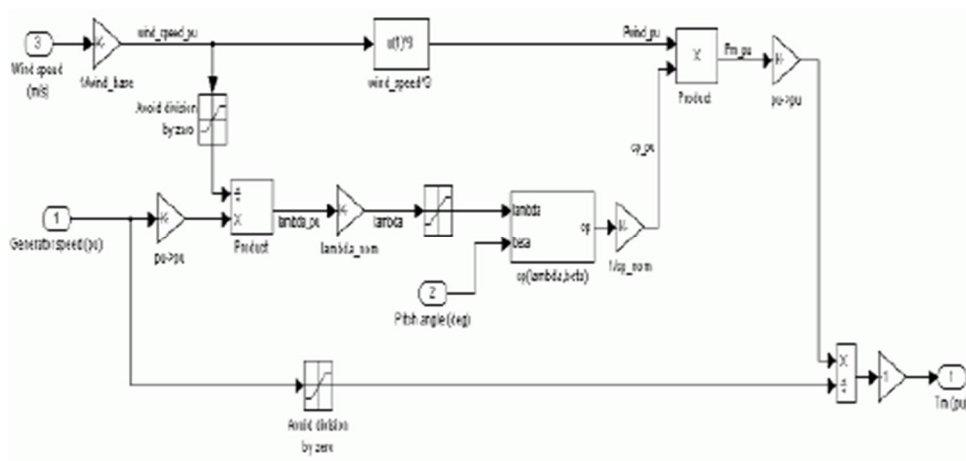 3
Wind speed
(m/s)
1/wind_base
wind_speed_pu
u(1)^3
wind_speed^3
Pwind_pu
X
Product
Pm_pu
pu->pu
Avoid division
by zero
cp_pu
1
Generator speed (pu)
pu->pu
÷
X
Product
lambda_pu
lambda_nom
lambda
lambda
beta
cp
cp(lambda,beta)
1/cp_nom
2
Pitch angle (deg)
Avoid division
by zero
X
÷
-1
1
Tm (pu